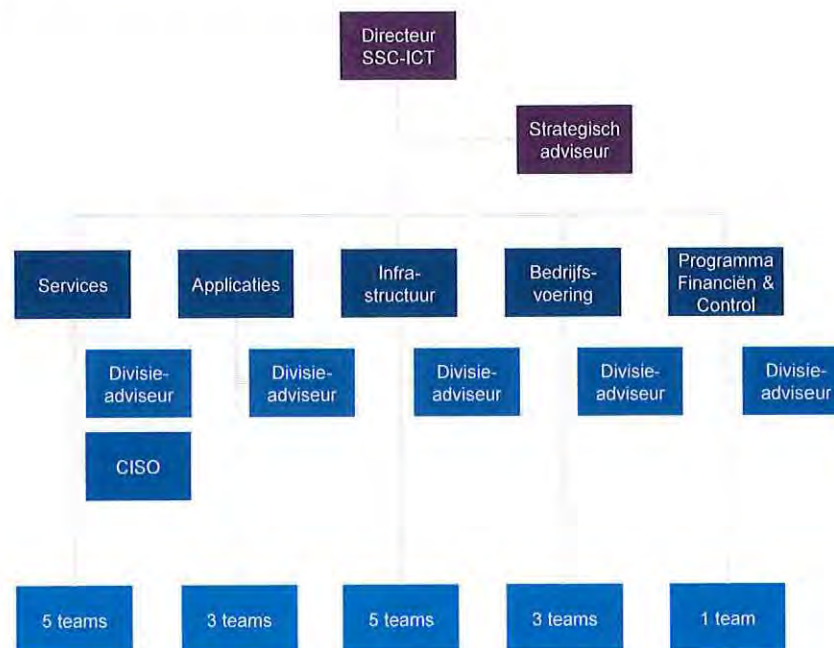 Directeur
SSC-ICT
Strategisch
adviseur
Services
Applicaties
Infra-
structuur
Bedrijfs-
voering
Programma
Financiën &
Control
Divisie-
adviseur
Divisie-
adviseur
Divisie-
adviseur
Divisie-
adviseur
Divisie-
adviseur
CISO
5 teams
3 teams
5 teams
3 teams
1 team